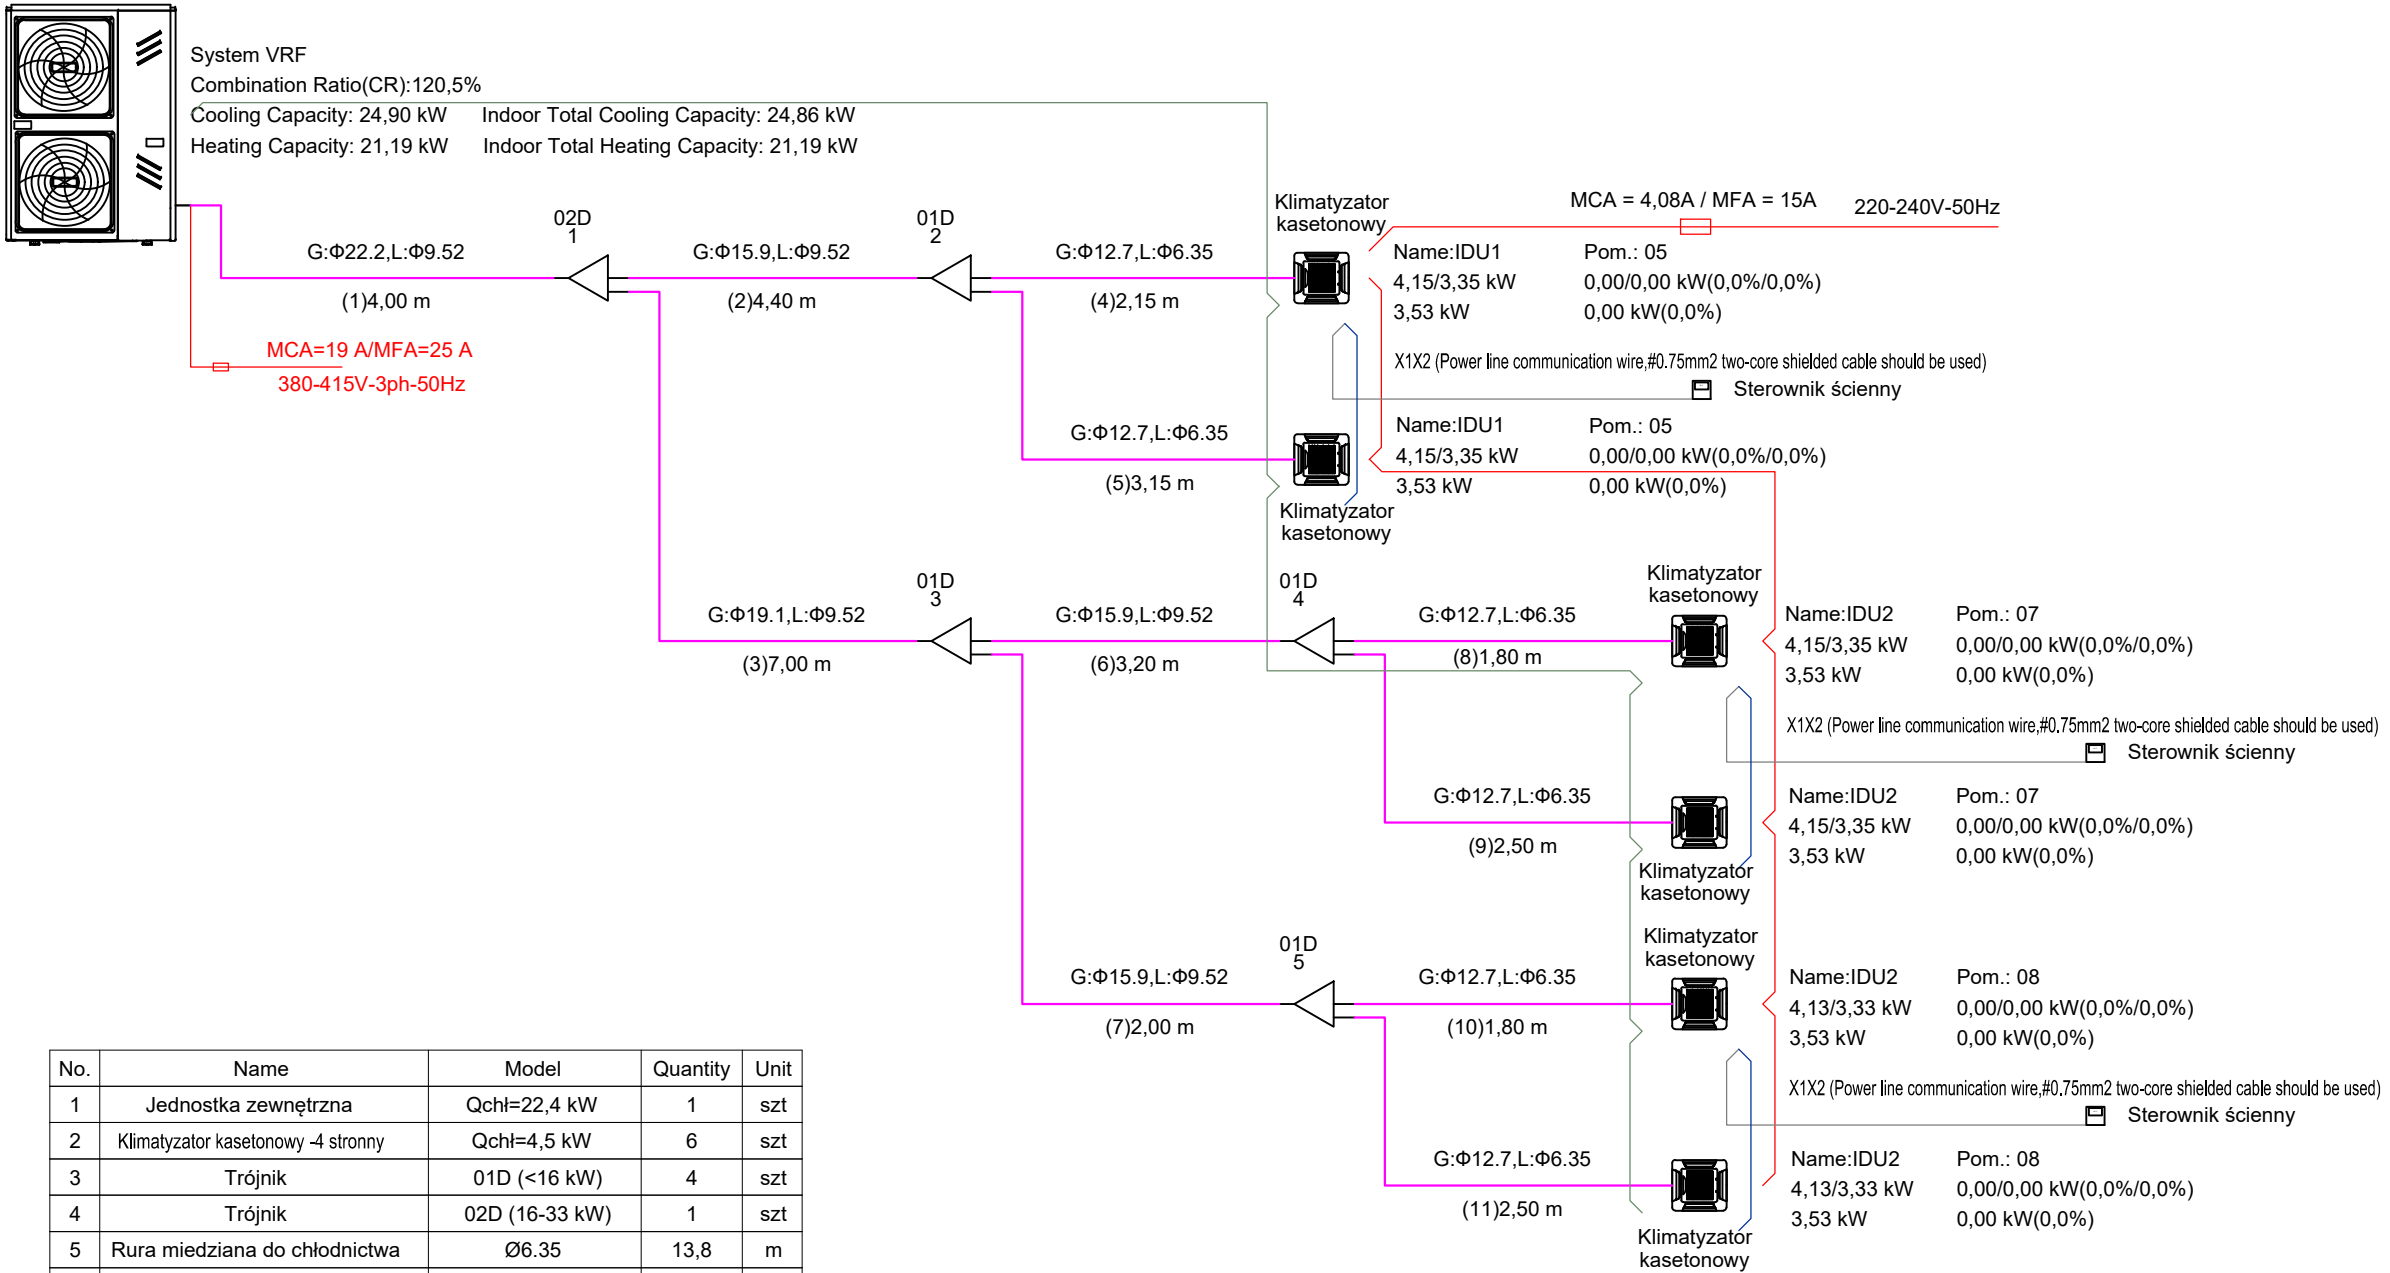 System VRF
Combination Ratio(CR):120,5%
Cooling Capacity: 24,90 kW Indoor Total Cooling Capacity: 24,86 kW
Heating Capacity: 21,19 kW Indoor Total Heating Capacity: 21,19 kW
MCA=19 A/MFA=25 A
380-415V-3ph-50Hz
G:Φ22.2,L:Φ9.52
(1)4,00 m
02D
1
G:Φ15.9,L:Φ9.52
(2)4,40 m
01D
2
G:Φ12.7,L:Φ6.35
(4)2,15 m
Klimatyzator
kasetonowy
MCA = 4,08A / MFA = 15A
220-240V-50Hz
Name:IDU1 Pom.: 05
4,15/3,35 kW 0,00/0,00 kW(0,0%/0,0%)
3,53 kW 0,00 kW(0,0%)
X1X2 (Power line communication wire,#0.75mm2 two-core shielded cable should be used)
Sterownik ścienny
G:Φ12.7,L:Φ6.35
(5)3,15 m
Klimatyzator
kasetonowy
Name:IDU1 Pom.: 05
4,15/3,35 kW 0,00/0,00 kW(0,0%/0,0%)
3,53 kW 0,00 kW(0,0%)
G:Φ19.1,L:Φ9.52
(3)7,00 m
01D
3
G:Φ15.9,L:Φ9.52
(6)3,20 m
01D
4
G:Φ12.7,L:Φ6.35
(8)1,80 m
Klimatyzator
kasetonowy
Name:IDU2 Pom.: 07
4,15/3,35 kW 0,00/0,00 kW(0,0%/0,0%)
3,53 kW 0,00 kW(0,0%)
X1X2 (Power line communication wire,#0.75mm2 two-core shielded cable should be used)
Sterownik ścienny
G:Φ12.7,L:Φ6.35
(9)2,50 m
Klimatyzator
kasetonowy
Name:IDU2 Pom.: 07
4,15/3,35 kW 0,00/0,00 kW(0,0%/0,0%)
3,53 kW 0,00 kW(0,0%)
G:Φ15.9,L:Φ9.52
(7)2,00 m
01D
5
G:Φ12.7,L:Φ6.35
(10)1,80 m
Klimatyzator
kasetonowy
Name:IDU2 Pom.: 08
4,13/3,33 kW 0,00/0,00 kW(0,0%/0,0%)
3,53 kW 0,00 kW(0,0%)
X1X2 (Power line communication wire,#0.75mm2 two-core shielded cable should be used)
Sterownik ścienny
G:Φ12.7,L:Φ6.35
(11)2,50 m
Klimatyzator
kasetonowy
Name:IDU2 Pom.: 08
4,13/3,33 kW 0,00/0,00 kW(0,0%/0,0%)
3,53 kW 0,00 kW(0,0%)
No. Name Model Quantity Unit
1 Jednostka zewnętrzna Qchł=22,4 kW 1 szt
2 Klimatyzator kasetonowy -4 stronny Qchł=4,5 kW 6 szt
3 Trójnik 01D (<16 kW) 4 szt
4 Trójnik 02D (16-33 kW) 1 szt
5 Rura miedziana do chłodnictwa Ø6.35 13,8 m